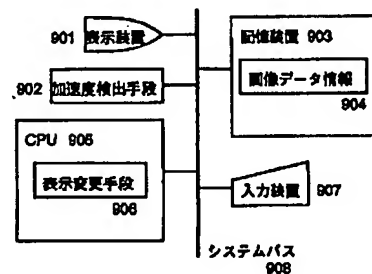 901 表示装置
902 加速度検出手段
CPU 905
表示変更手段
906
記憶装置 903
画像データ情報
904
入力装置 907
システムバス
908